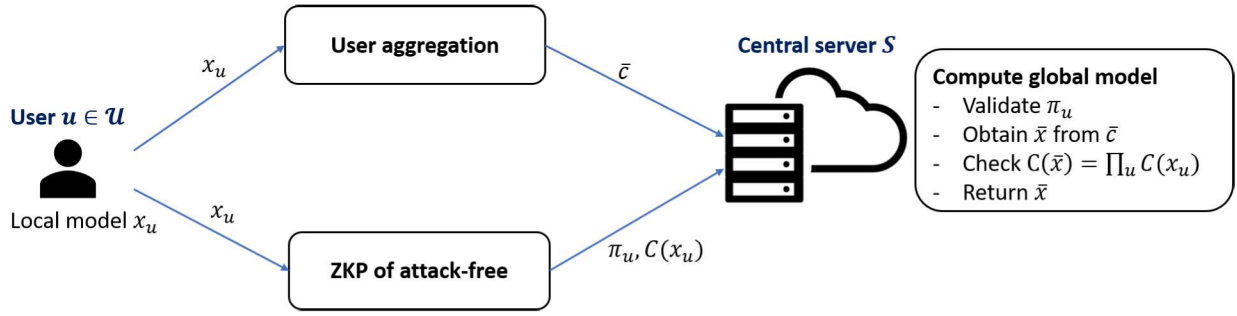 User aggregation
Central server S
x_u
c̄
Compute global model
- Validate π_u
- Obtain x̄ from c̄
- Check C(x̄) = ∏_u C(x_u)
- Return x̄
User u ∈ 𝒰
Local model x_u
x_u
ZKP of attack-free
π_u, C(x_u)